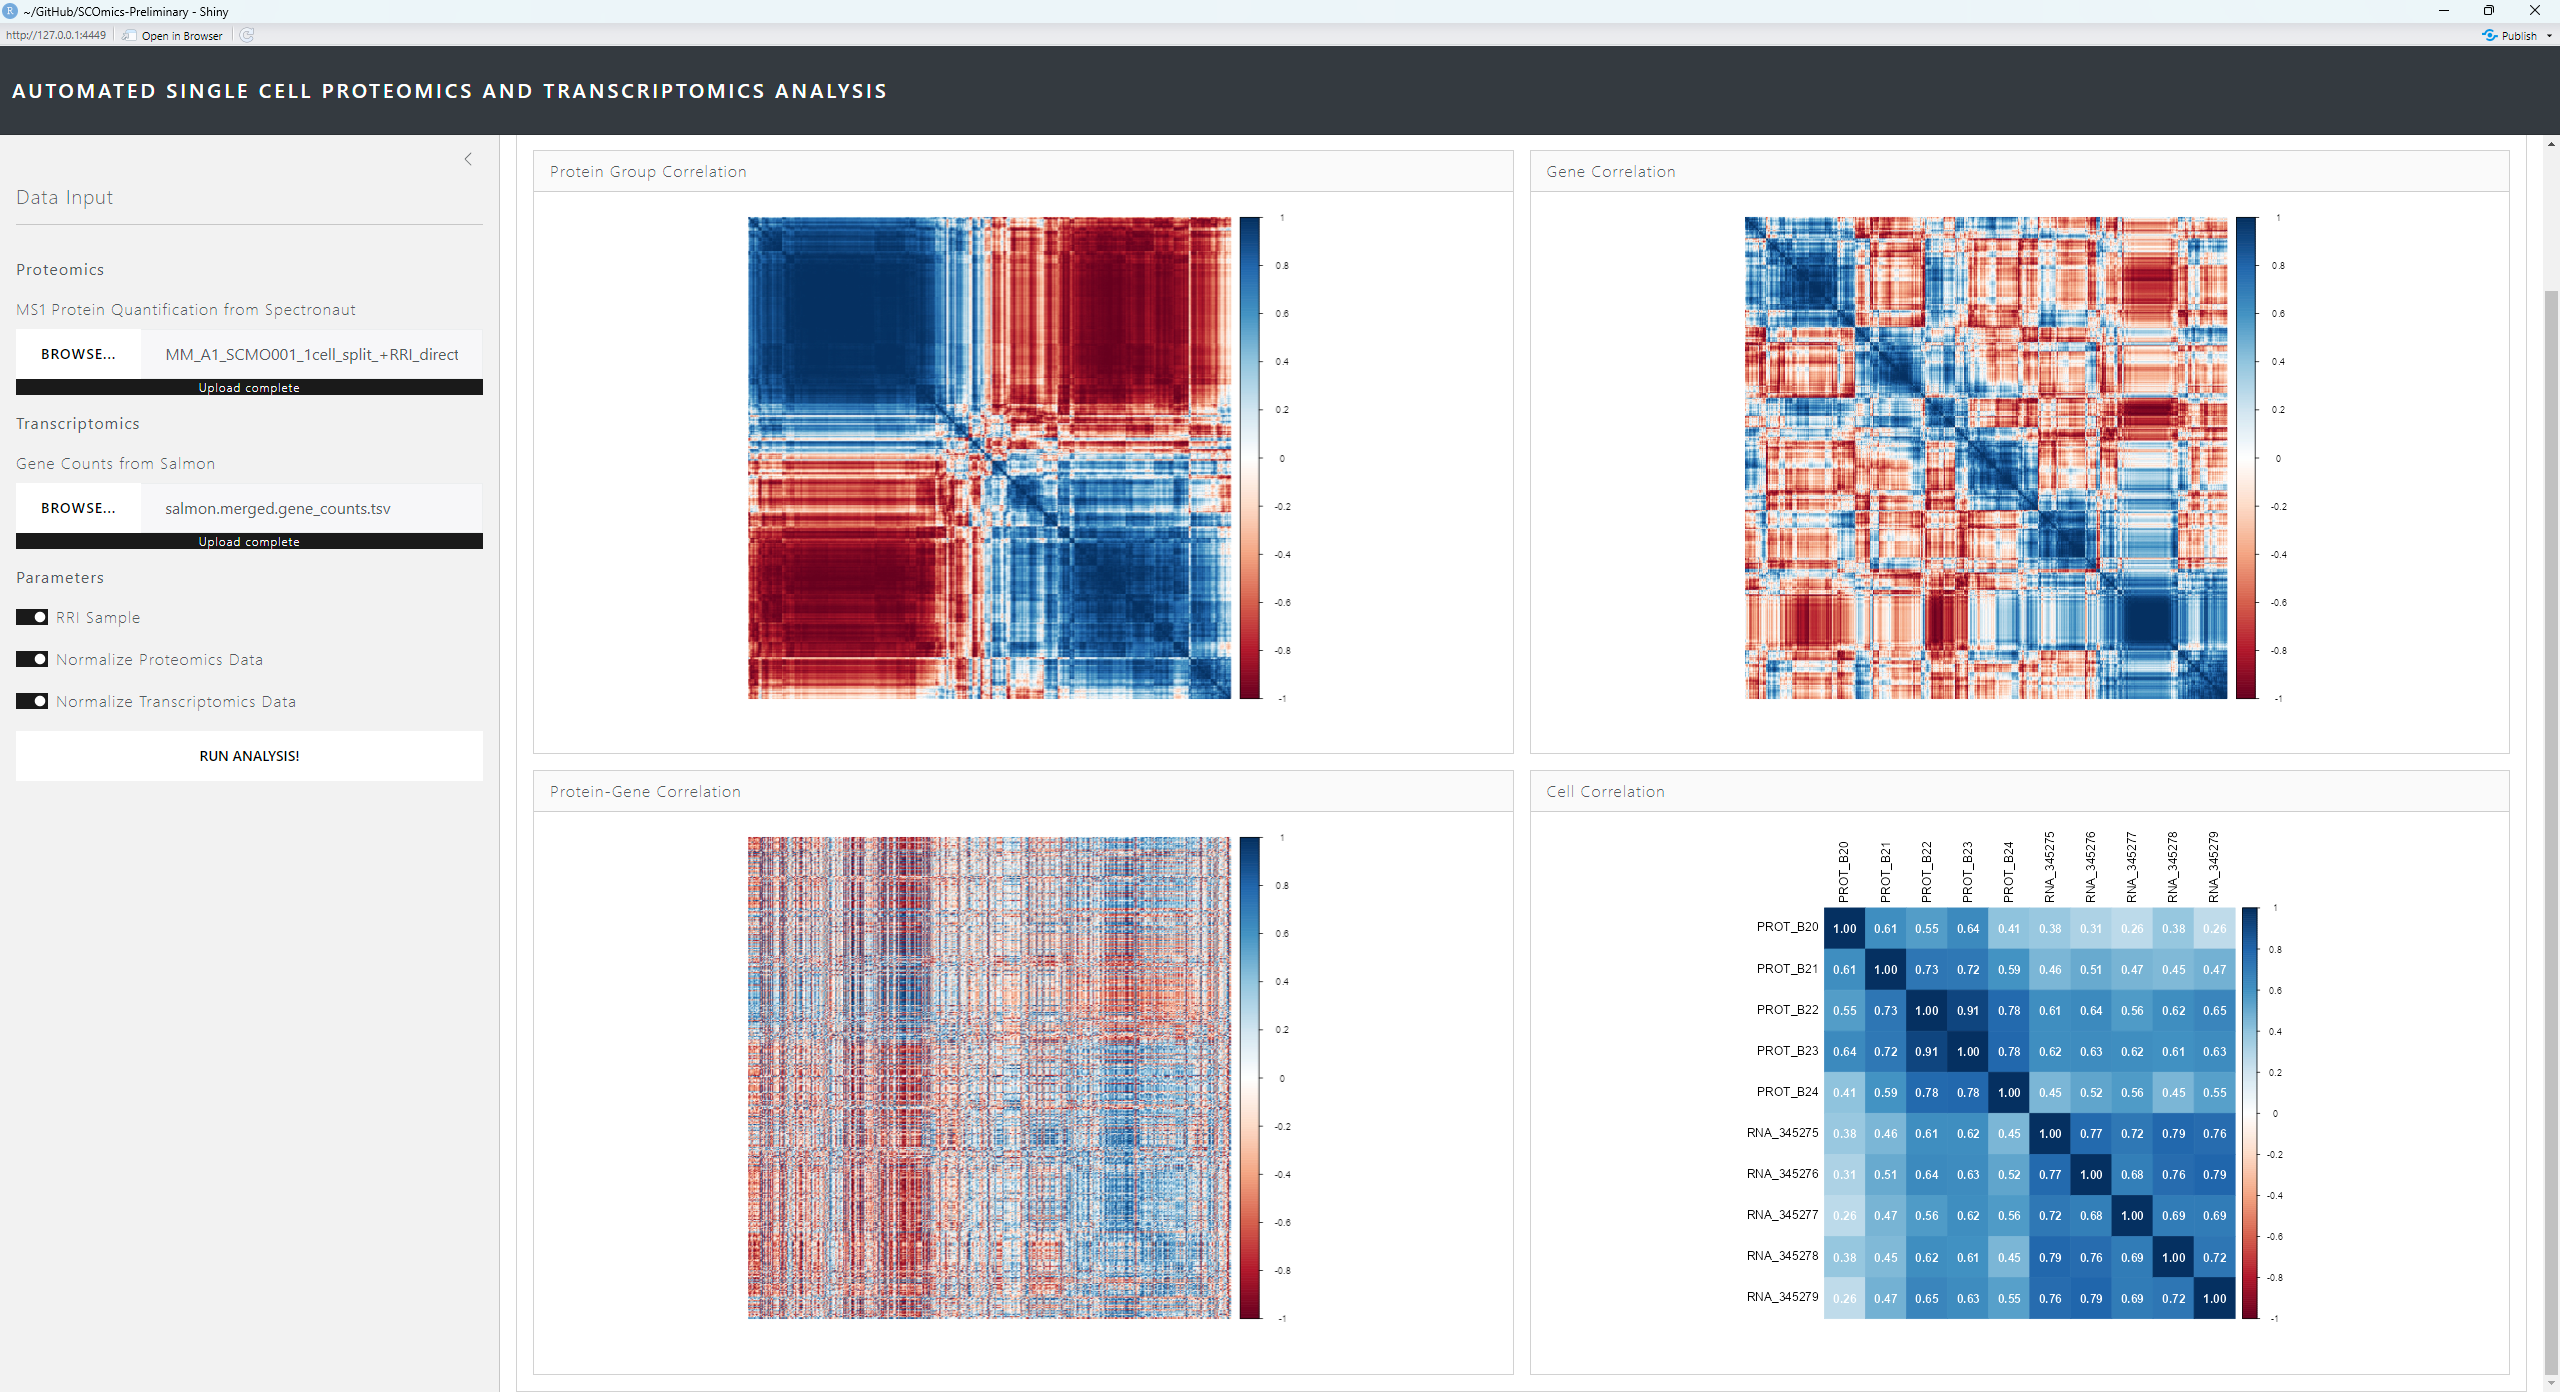 ~/GitHub/SCOmics-Preliminary - Shiny
http://127.0.0.1:4449 Open in Browser Publish
AUTOMATED SINGLE CELL PROTEOMICS AND TRANSCRIPTOMICS ANALYSIS
Data Input
Proteomics
MS1 Protein Quantification from Spectronaut
BROWSE... MM_A1_SCMO001_1cell_split_+RRI_direct
Upload complete
Transcriptomics
Gene Counts from Salmon
BROWSE... salmon.merged.gene_counts.tsv
Upload complete
Parameters
RRI Sample
Normalize Proteomics Data
Normalize Transcriptomics Data
RUN ANALYSIS!
Protein Group Correlation
1
0.8
0.6
0.4
0.2
0
-0.2
-0.4
-0.6
-0.8
-1
Gene Correlation
1
0.8
0.6
0.4
0.2
0
-0.2
-0.4
-0.6
-0.8
-1
Protein-Gene Correlation
1
0.8
0.6
0.4
0.2
0
-0.2
-0.4
-0.6
-0.8
-1
Cell Correlation
PROT_B20 PROT_B21 PROT_B22 PROT_B23 PROT_B24 RNA_345275 RNA_345276 RNA_345277 RNA_345278 RNA_345279
PROT_B20 1.00 0.61 0.55 0.64 0.41 0.38 0.31 0.26 0.38 0.26
PROT_B21 0.61 1.00 0.73 0.72 0.59 0.46 0.51 0.47 0.45 0.47
PROT_B22 0.55 0.73 1.00 0.91 0.78 0.61 0.64 0.56 0.62 0.65
PROT_B23 0.64 0.72 0.91 1.00 0.78 0.62 0.63 0.62 0.61 0.63
PROT_B24 0.41 0.59 0.78 0.78 1.00 0.45 0.52 0.56 0.45 0.55
RNA_345275 0.38 0.46 0.61 0.62 0.45 1.00 0.77 0.72 0.79 0.76
RNA_345276 0.31 0.51 0.64 0.63 0.52 0.77 1.00 0.68 0.76 0.79
RNA_345277 0.26 0.47 0.56 0.62 0.56 0.72 0.68 1.00 0.69 0.69
RNA_345278 0.38 0.45 0.62 0.61 0.45 0.79 0.76 0.69 1.00 0.72
RNA_345279 0.26 0.47 0.65 0.63 0.55 0.76 0.79 0.69 0.72 1.00
1
0.8
0.6
0.4
0.2
0
-0.2
-0.4
-0.6
-0.8
-1